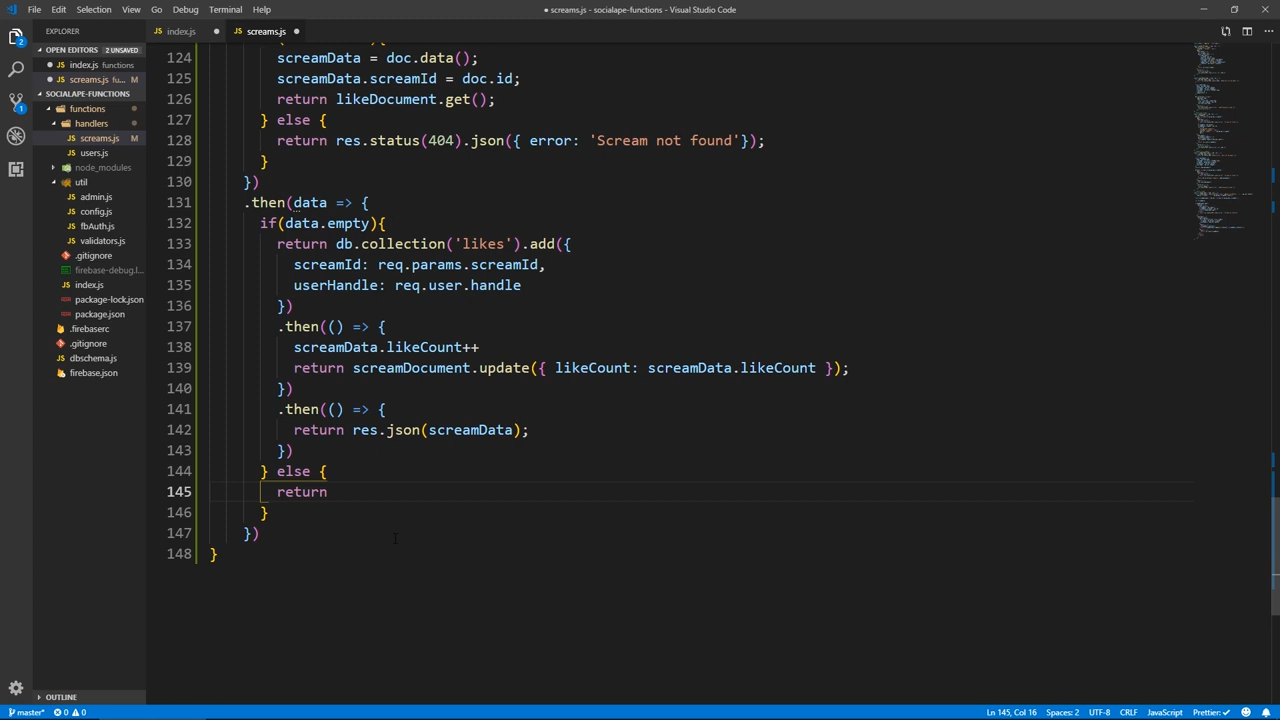 File Edit Selection View Go Debug Terminal Help
● screams.js - socialape-functions - Visual Studio Code
EXPLORER
index.js ●
screams.js ●
OPEN EDITORS 2 UNSAVED
● index.js functions
● screams.js fu... M
SOCIALAPE-FUNCTIONS
functions
handlers
screams.js M
users.js
node_modules
util
admin.js
config.js
fbAuth.js
validators.js
.gitignore
firebase-debug.l...
index.js
package-lock.json
package.json
.firebaserc
.gitignore
dbschema.js
firebase.json
OUTLINE
124 screamData = doc.data();
125 screamData.screamId = doc.id;
126 return likeDocument.get();
127 } else {
128 return res.status(404).json({ error: 'Scream not found'});
129 }
130 })
131 .then(data => {
132 if(data.empty){
133 return db.collection('likes').add({
134 screamId: req.params.screamId,
135 userHandle: req.user.handle
136 })
137 .then(() => {
138 screamData.likeCount++
139 return screamDocument.update({ likeCount: screamData.likeCount });
140 })
141 .then(() => {
142 return res.json(screamData);
143 })
144 } else {
145 return
146 }
147 })
148 }
master* 0 0
Ln 145, Col 16 Spaces: 2 UTF-8 CRLF JavaScript Prettier: ✓